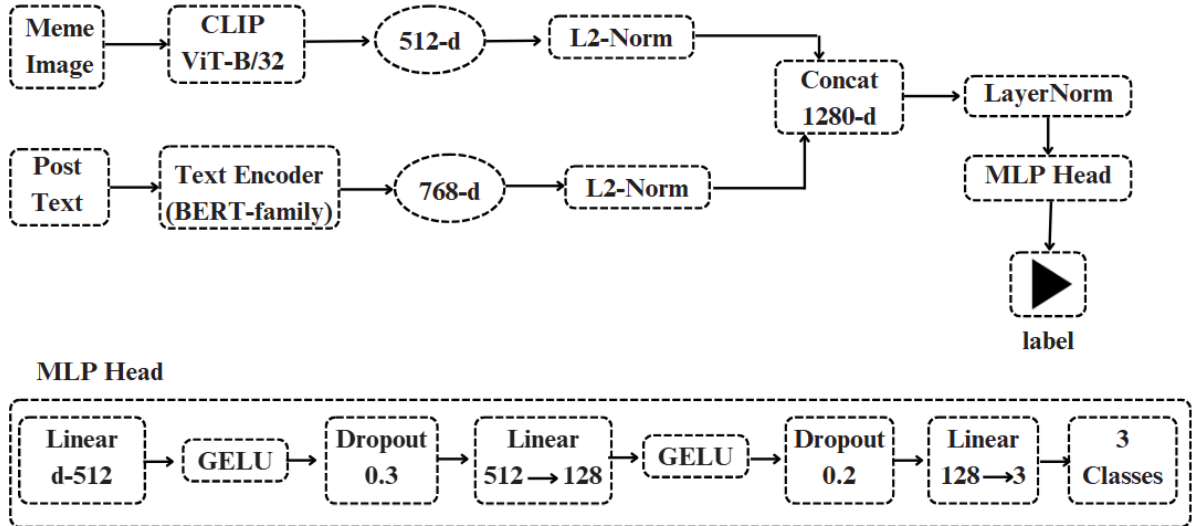 Meme
Image
CLIP
ViT-B/32
512-d
L2-Norm
Concat
1280-d
LayerNorm
MLP Head
label
Post
Text
Text Encoder
(BERT-family)
768-d
L2-Norm
MLP Head
Linear
d-512
GELU
Dropout
0.3
Linear
512 → 128
GELU
Dropout
0.2
Linear
128→3
3
Classes